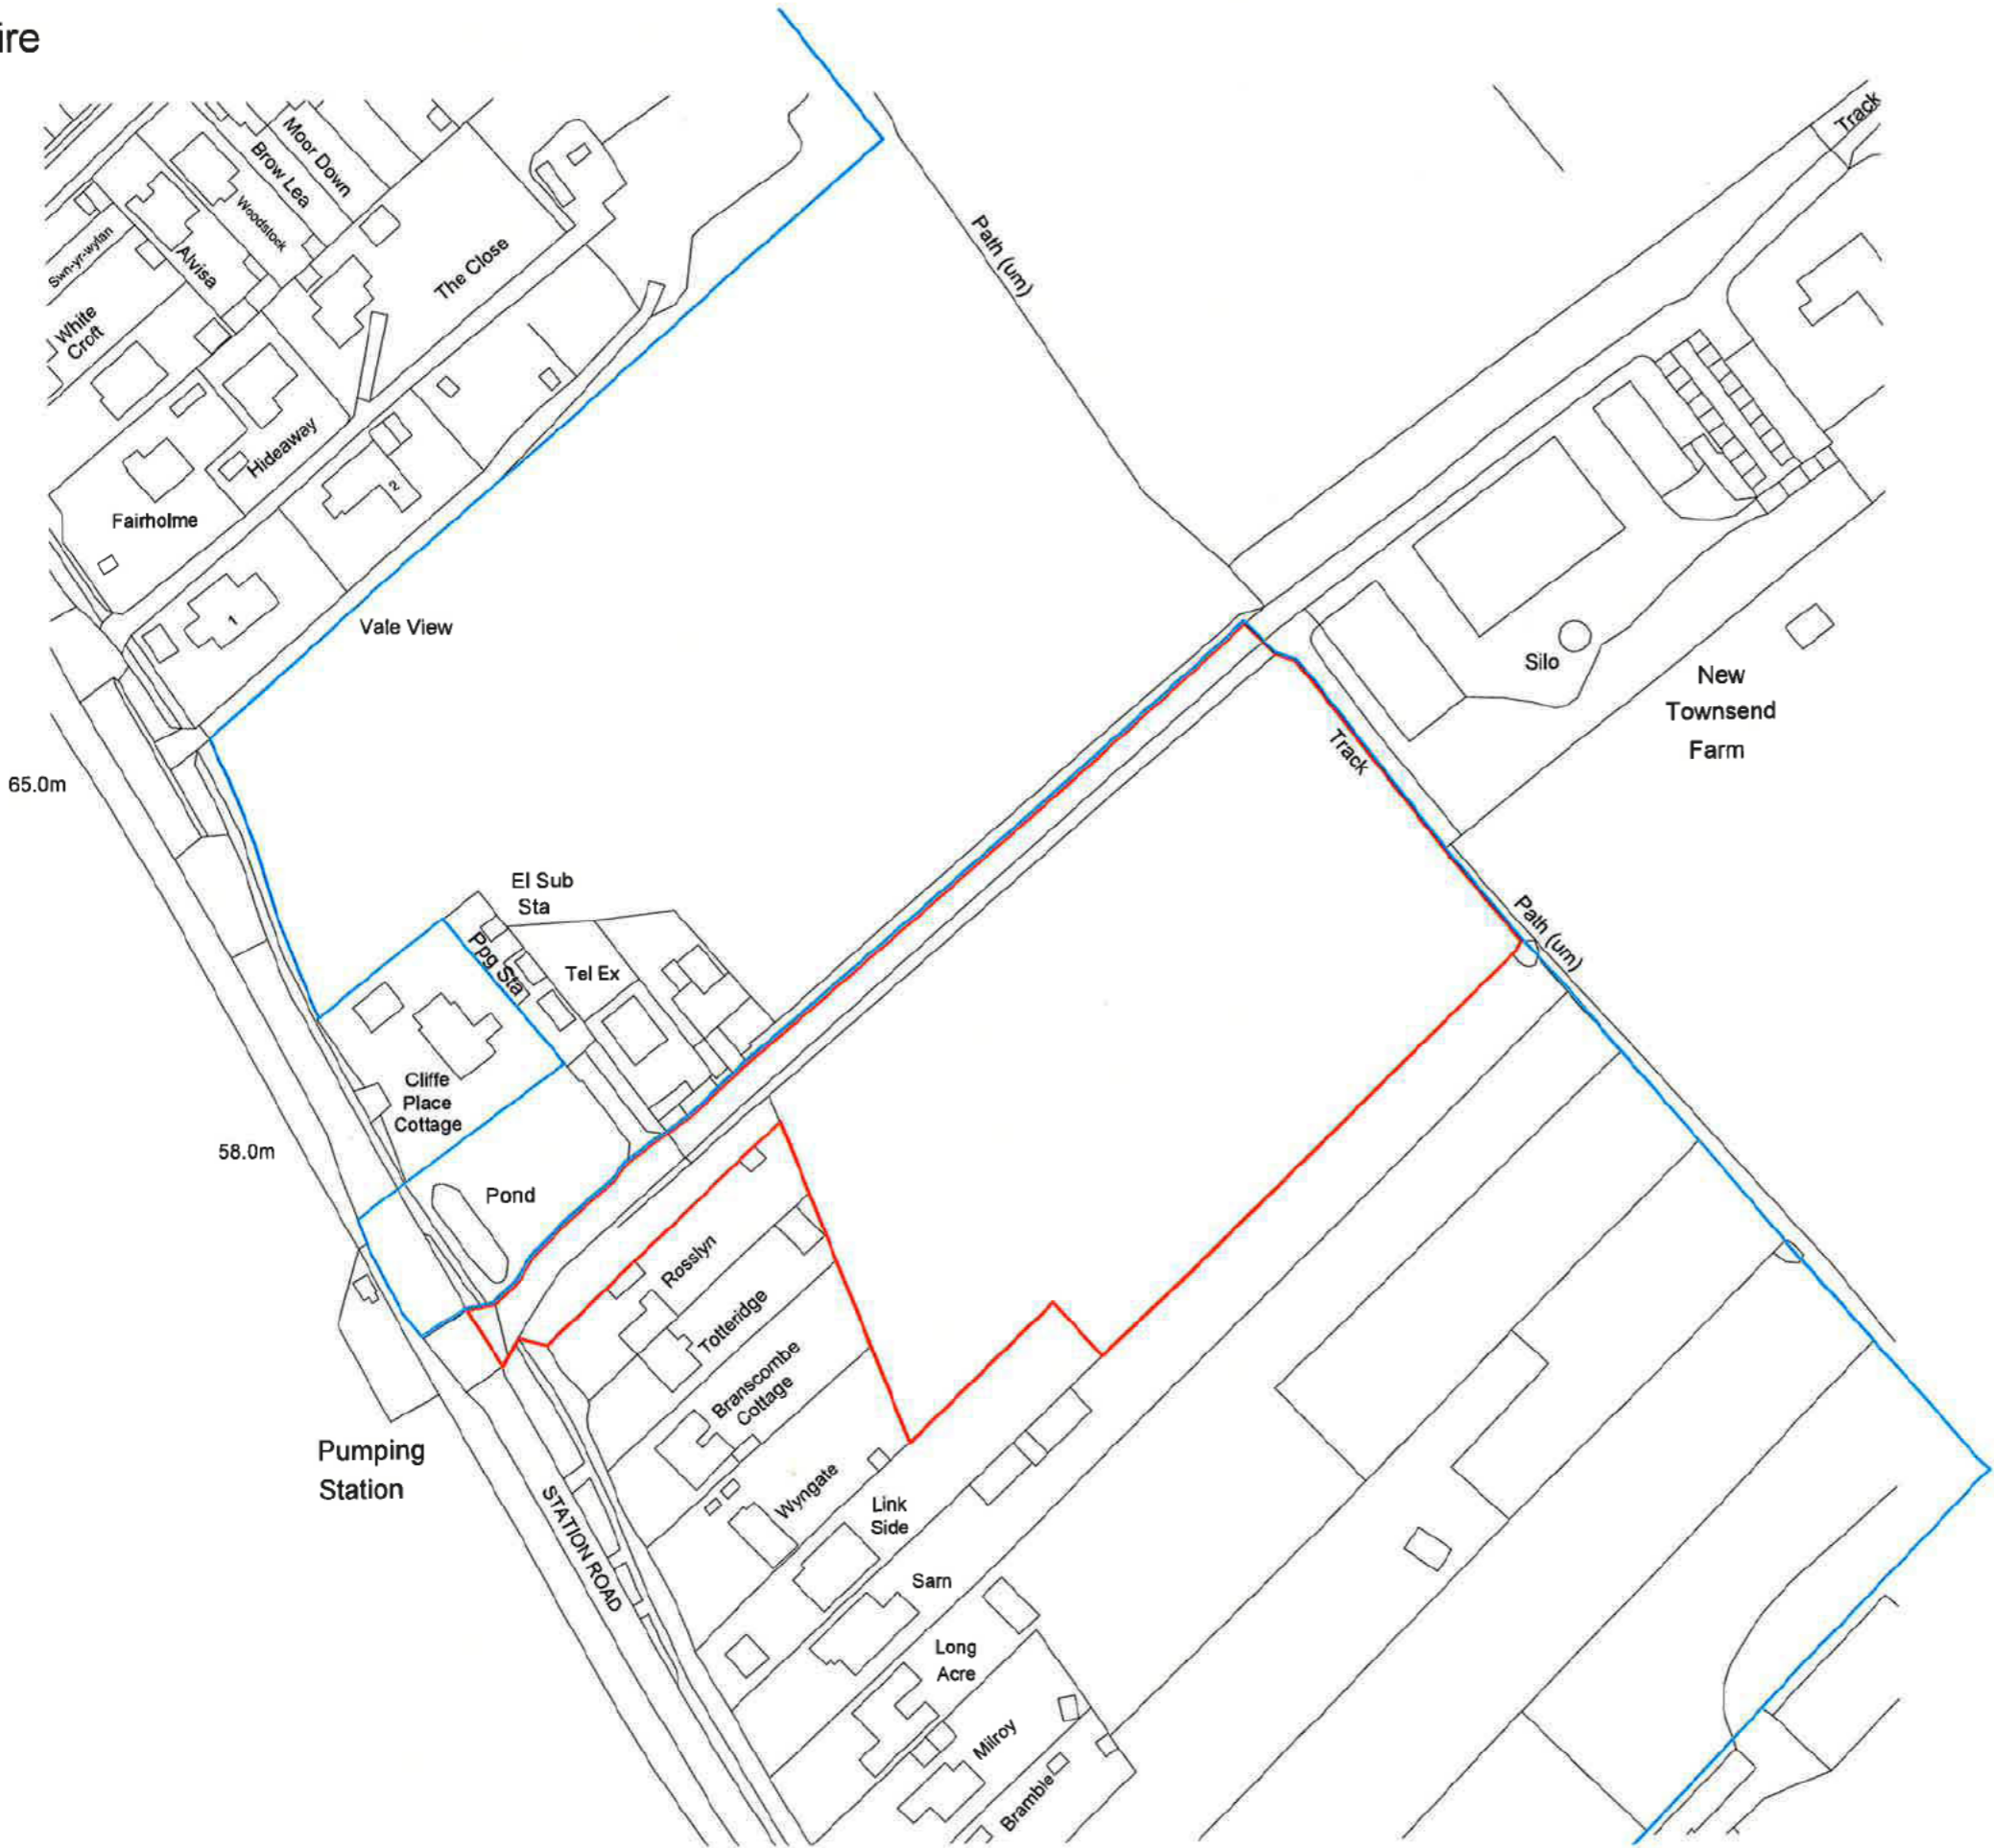 ire
Track
Moor Down
Brow Lea
Woodstock
Swn-yr-wylan
Alvisa
The Close
Path (um)
White
Croft
Hideaway
2
Fairholme
1
Vale View
Silo
New
Townsend
Farm
Track
65.0m
El Sub
Sta
Ppg Sta
Tel Ex
Path (um)
Cliffe
Place
Cottage
58.0m
Pond
Rosslyn
Totteridge
Branscombe
Cottage
Pumping
Station
Wyngate
Link
Side
STATION ROAD
Sarn
Long
Acre
Milroy
Bramble